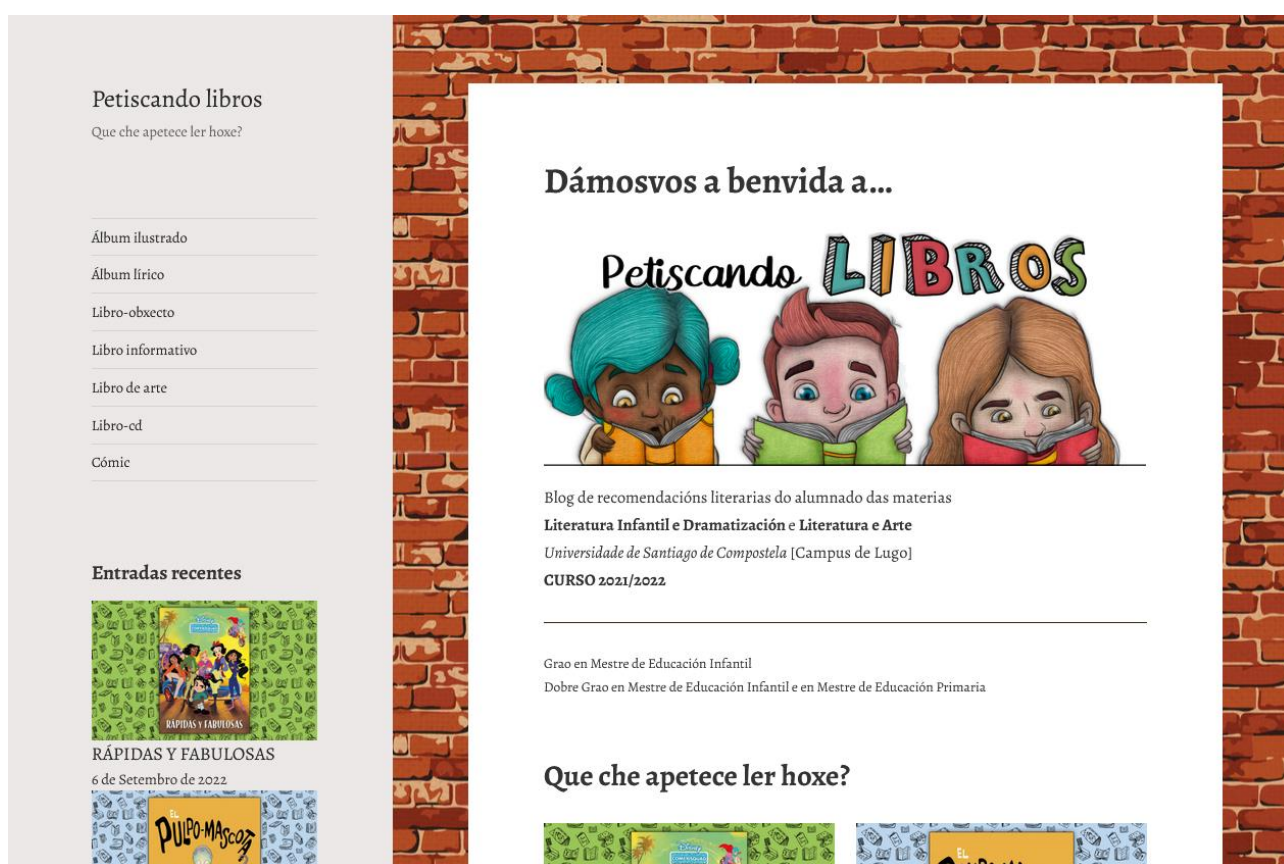 Petiscando libros
Que che apetece ler hoxe?
Álbum ilustrado
Álbum lírico
Libro-obxecto
Libro informativo
Libro de arte
Libro-cd
Cómic
Entradas recentes
Disney
RÁPIDAS Y FABULOSAS
RÁPIDAS Y FABULOSAS
6 de Setembro de 2022
EL
PULPO-MASCOTA
Dámosvos a benvida a...
Petiscando LIBROS
Blog de recomendacións literarias do alumnado das materias
Literatura Infantil e Dramatización e Literatura e Arte
Universidade de Santiago de Compostela [Campus de Lugo]
CURSO 2021/2022
Grao en Mestre de Educación Infantil
Dobre Grao en Mestre de Educación Infantil e en Mestre de Educación Primaria
Que che apetece ler hoxe?
Disney
EL